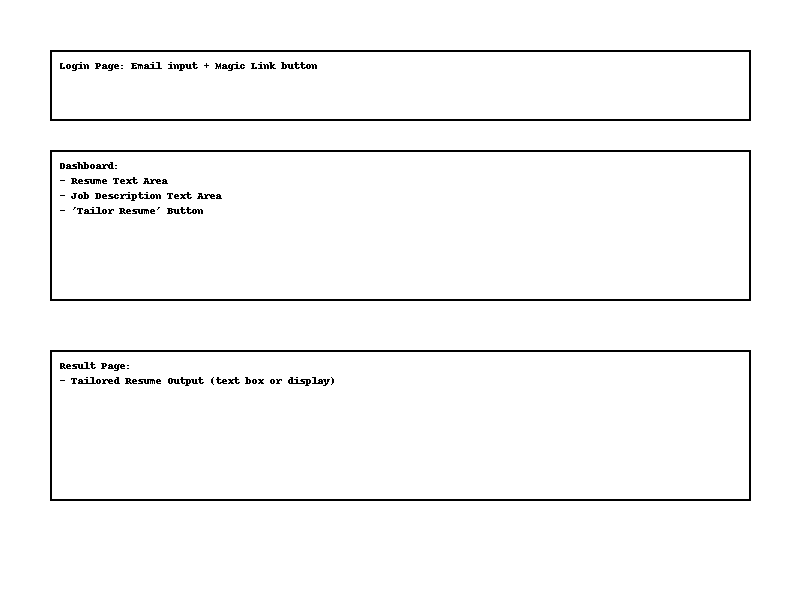 Login Page: Email input + Magic Link button
Dashboard:
- Resume Text Area
- Job Description Text Area
- 'Tailor Resume' Button
Result Page:
- Tailored Resume Output (text box or display)